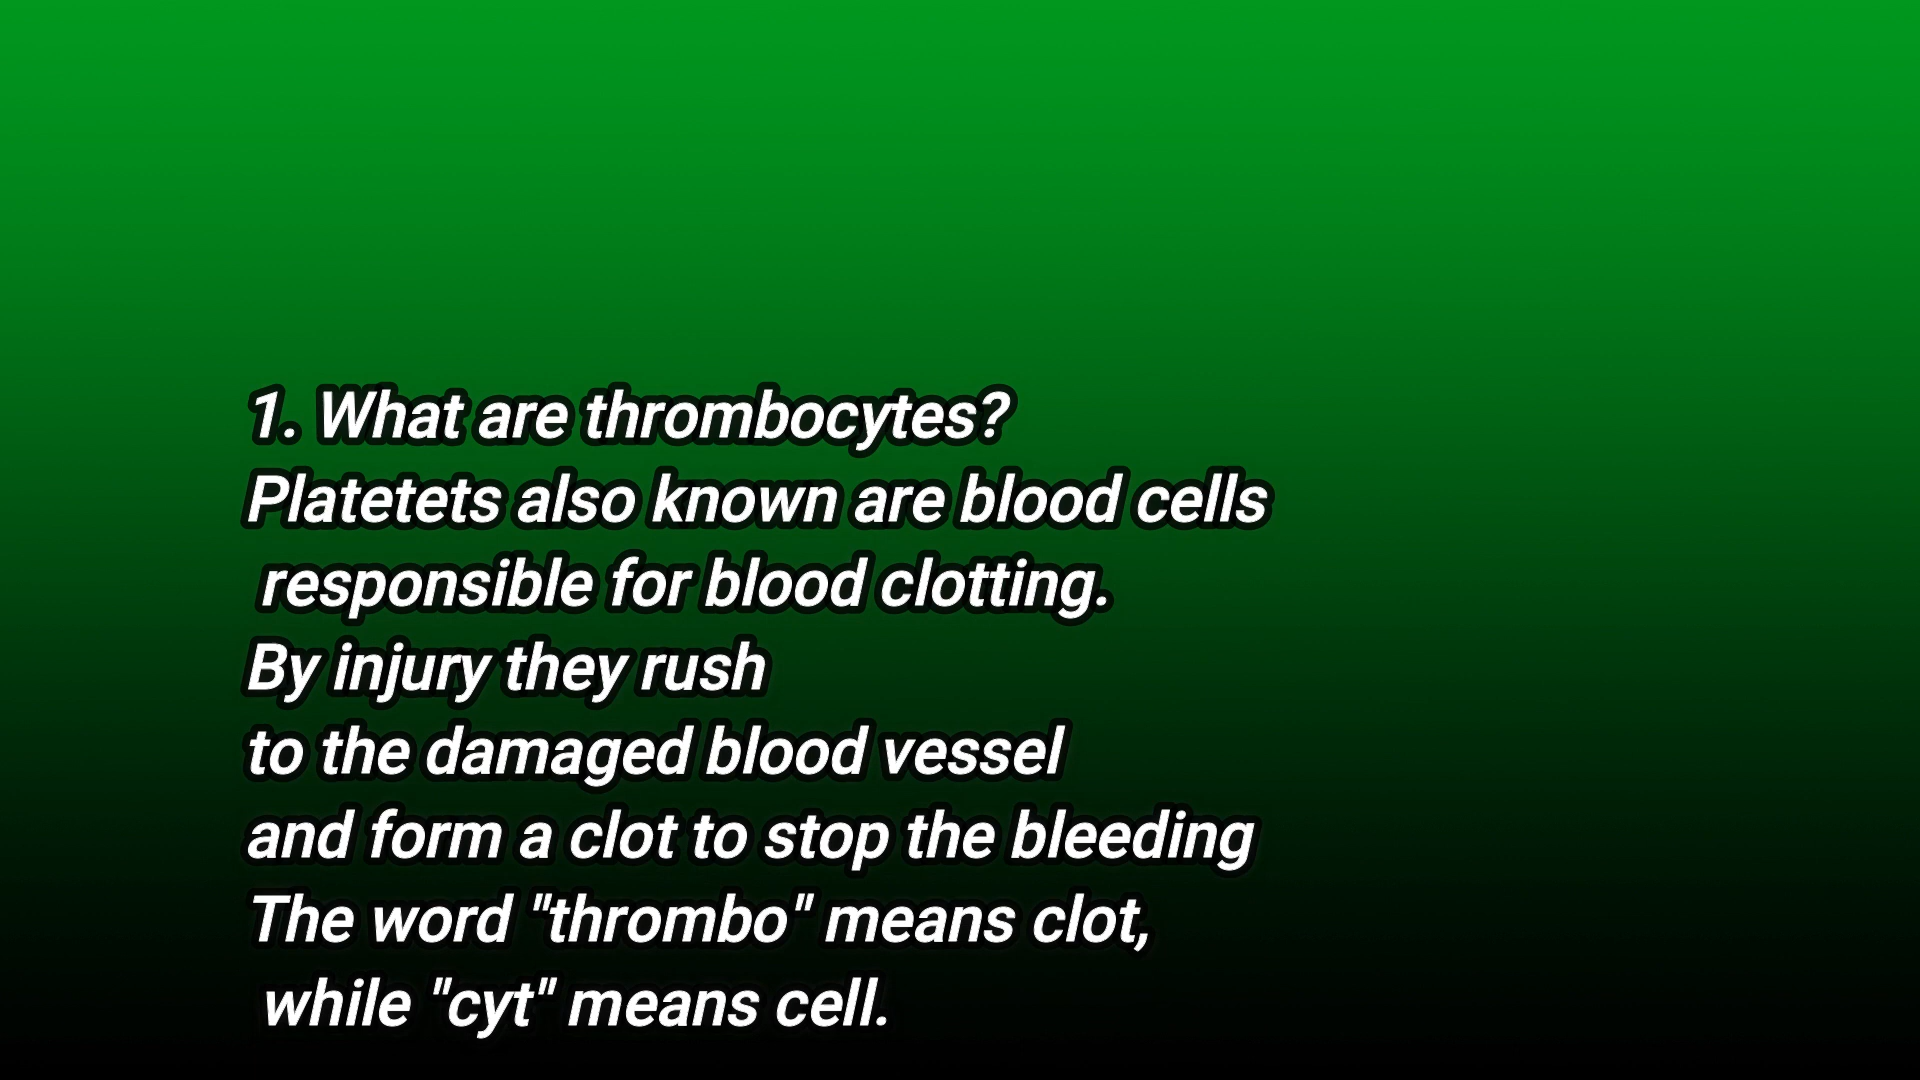 1. What are thrombocytes?
Platetets also known are blood cells
responsible for blood clotting.
By injury they rush
to the damaged blood vessel
and form a clot to stop the bleeding
The word "thrombo" means clot,
while "cyt" means cell.